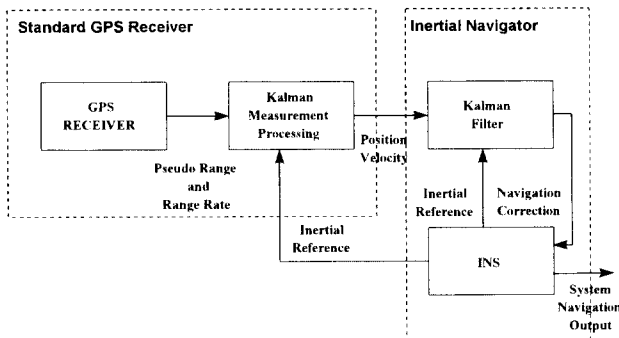 Standard GPS Receiver
Inertial Navigator
GPS
RECEIVER
Kalman
Measurement
Processing
Kalman
Filter
Position
Velocity
Pseudo Range
and
Range Rate
Inertial
Reference
Inertial
Reference
Navigation
Correction
INS
System
Navigation
Output